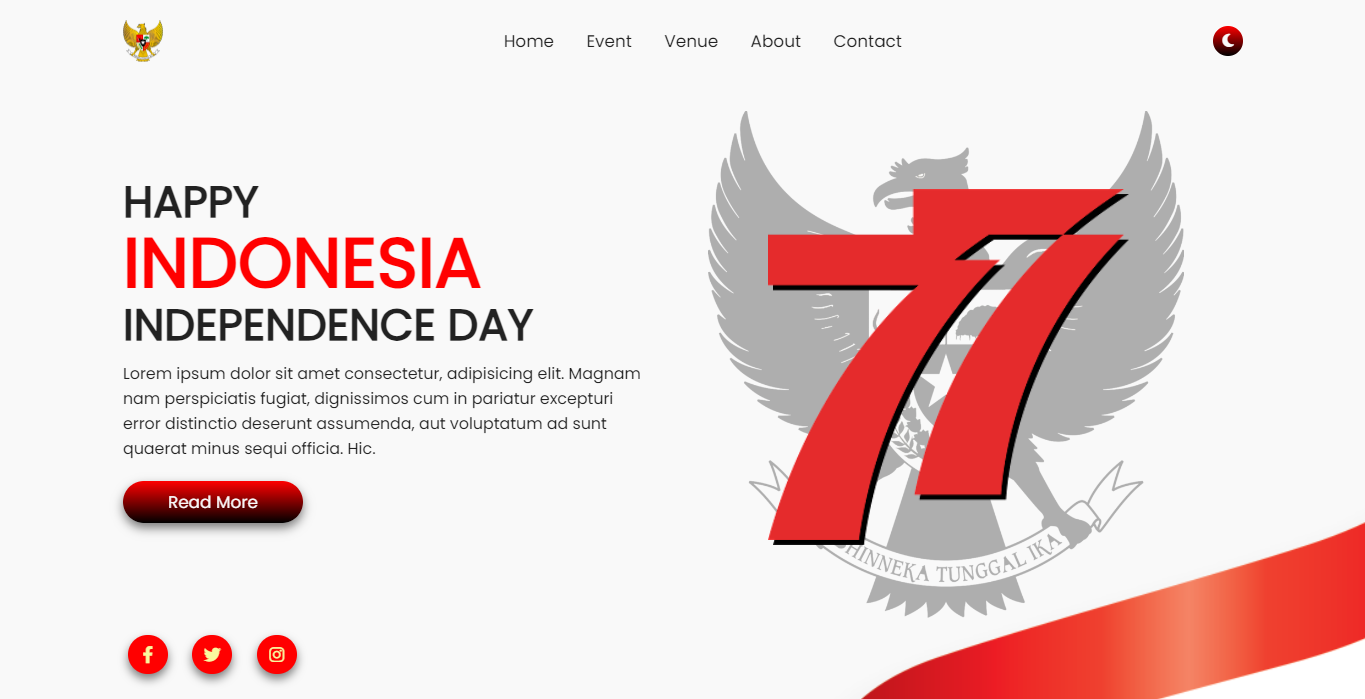 Home Event Venue About Contact
HAPPY
INDONESIA
INDEPENDENCE DAY
Lorem ipsum dolor sit amet consectetur, adipisicing elit. Magnam
nam perspiciatis fugiat, dignissimos cum in pariatur excepturi
error distinctio deserunt assumenda, aut voluptatum ad sunt
quaerat minus sequi officia. Hic.
Read More
77
HINNEKA TUNGGAL IKA